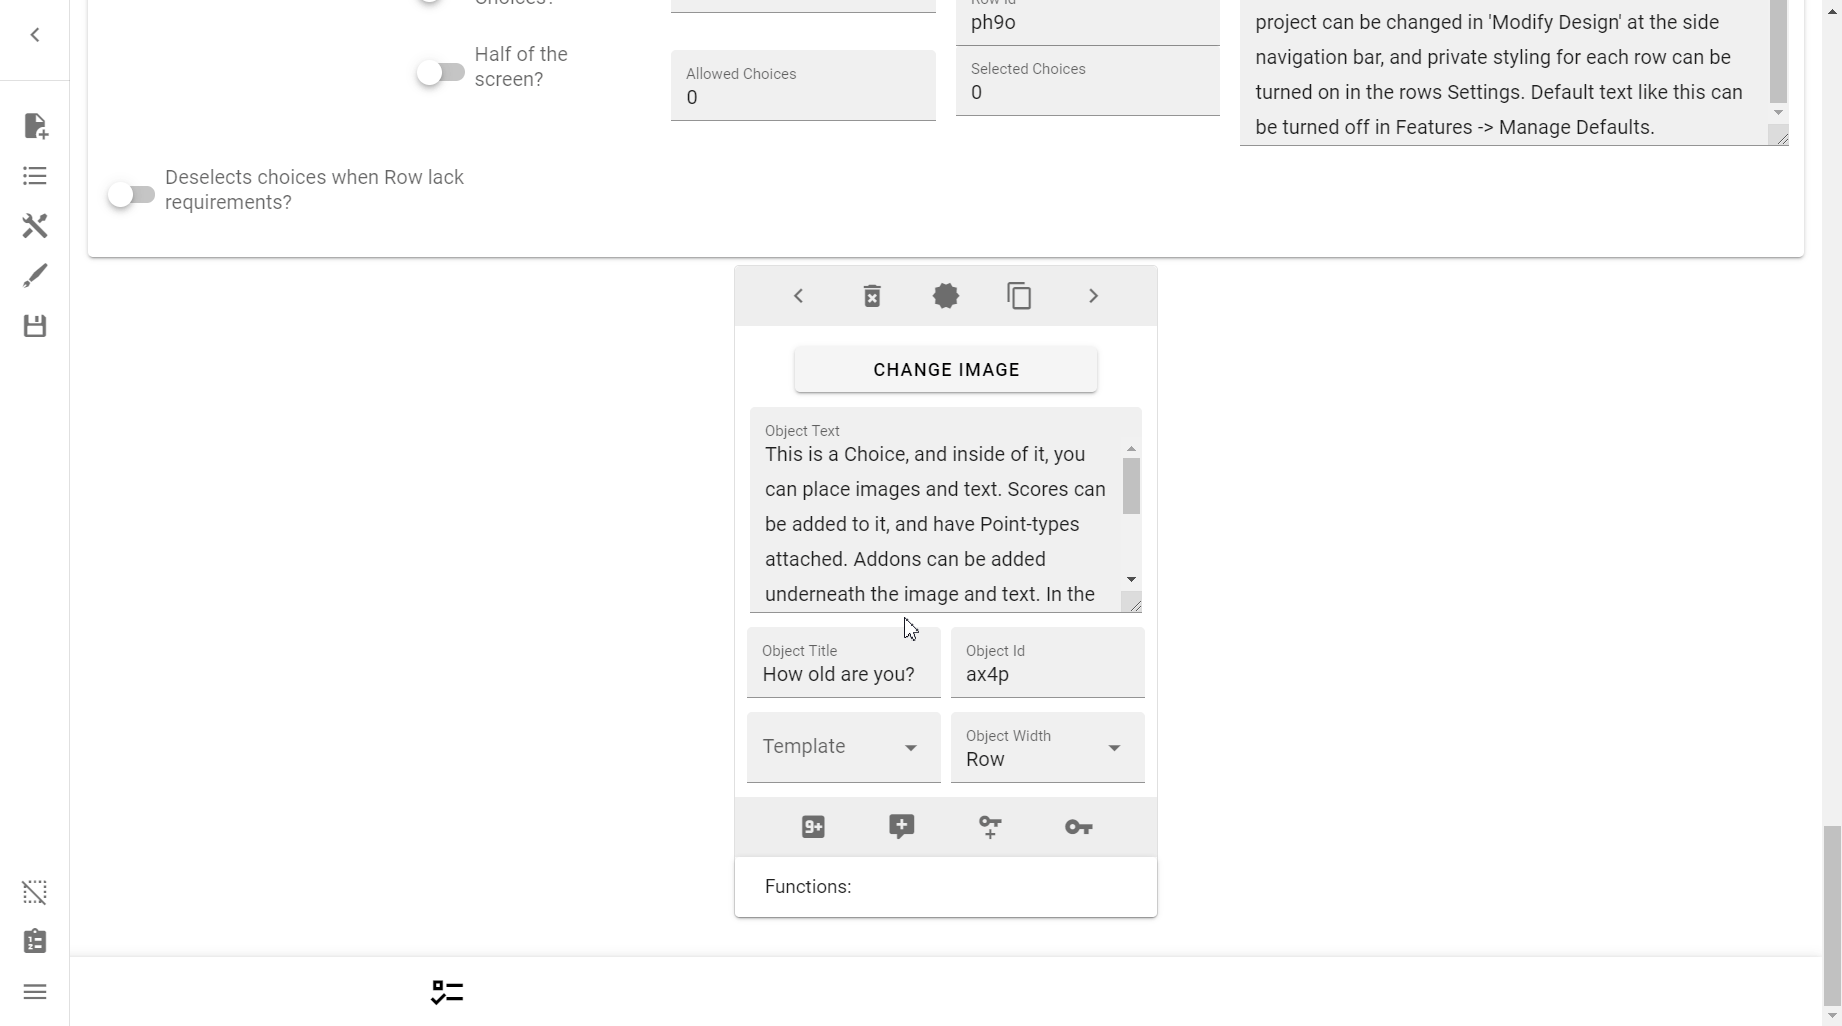 Half of the
screen?
Allowed Choices
0
ph9o
Selected Choices
0
project can be changed in 'Modify Design' at the side
navigation bar, and private styling for each row can be
turned on in the rows Settings. Default text like this can
be turned off in Features -> Manage Defaults.
Deselects choices when Row lack
requirements?
CHANGE IMAGE
Object Text
This is a Choice, and inside of it, you
can place images and text. Scores can
be added to it, and have Point-types
attached. Addons can be added
underneath the image and text. In the
Object Title
How old are you?
Object Id
ax4p
Template
Object Width
Row
9+
Functions: